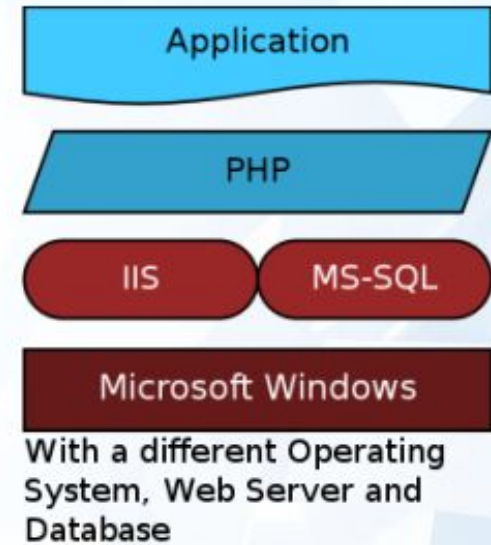 Application
PHP
IIS MS-SQL
Microsoft Windows
With a different Operating
System, Web Server and
Database